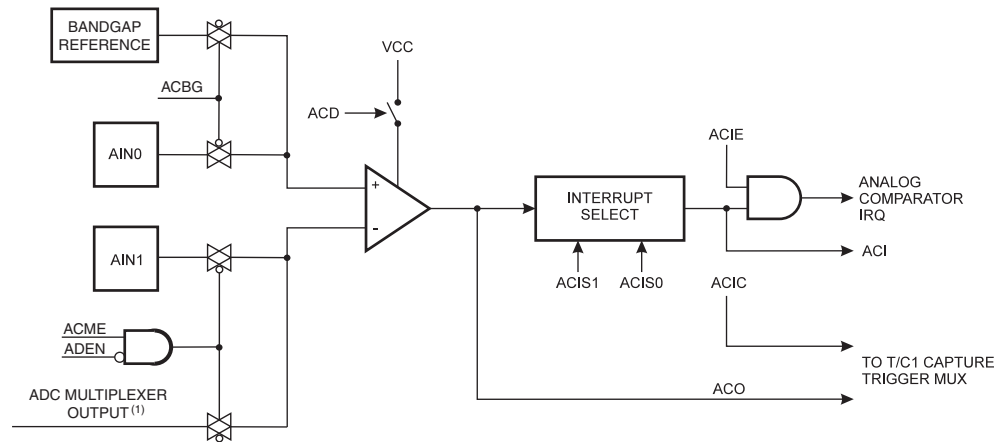 BANDGAP
REFERENCE
ACBG
VCC
ACD
AIN0
+
-
INTERRUPT
SELECT
ACIE
ANALOG
COMPARATOR
IRQ
ACI
AIN1
ACIS1
ACIS0
ACIC
ACME
ADEN
TO T/C1 CAPTURE
TRIGGER MUX
ACO
ADC MULTIPLEXER
OUTPUT (1)